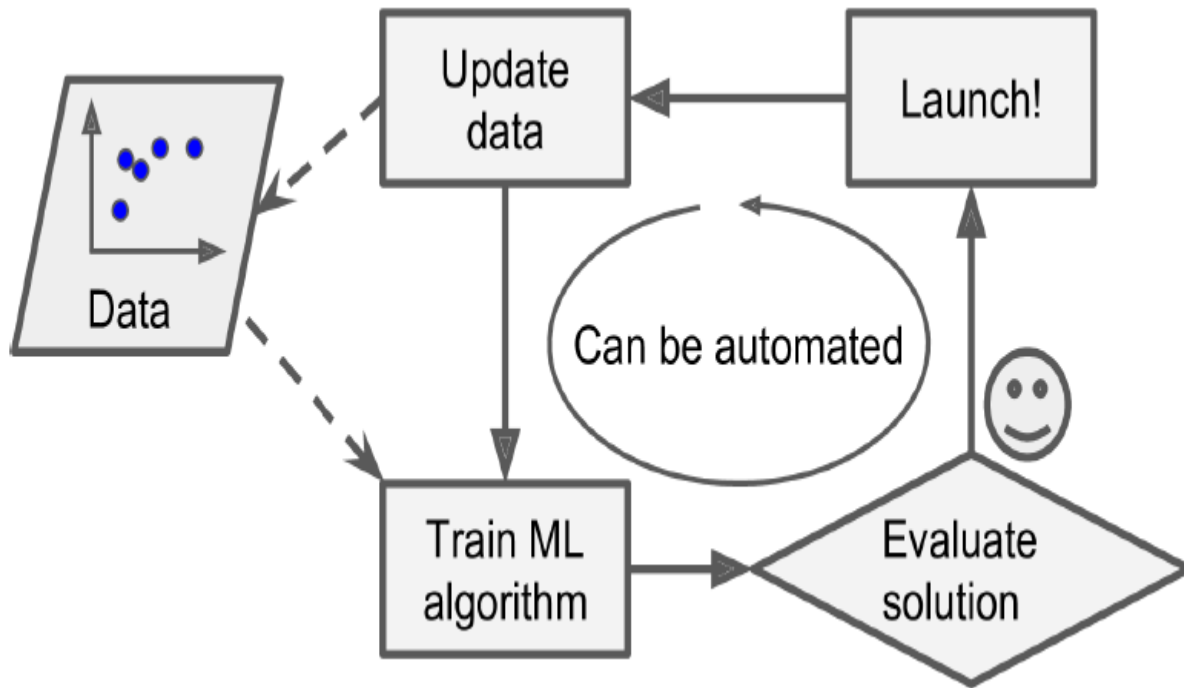 Update
data
Launch!
Data
Can be automated
Train ML
algorithm
Evaluate
solution